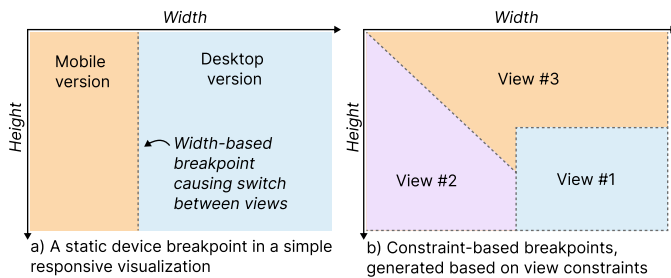 Width
Height
Mobile
version
Desktop
version
Width-based
breakpoint
causing switch
between views
a) A static device breakpoint in a simple
responsive visualization
Width
Height
View #3
View #2
View #1
b) Constraint-based breakpoints,
generated based on view constraints